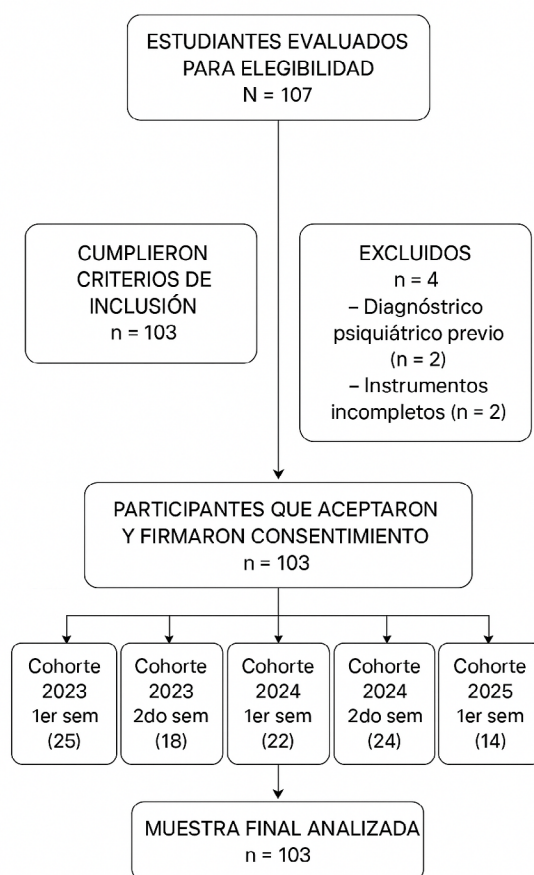 ESTUDIANTES EVALUADOS
PARA ELEGIBILIDAD
N = 107
CUMPLIERON
CRITERIOS DE
INCLUSIÓN
n = 103
EXCLUIDOS
n = 4
– Diagnóstrico
psiquiátrico previo
(n = 2)
– Instrumentos
incompletos (n = 2)
PARTICIPANTES QUE ACEPTARON
Y FIRMARON CONSENTIMIENTO
n = 103
Cohorte
2023
1er sem
(25)
Cohorte
2023
2do sem
(18)
Cohorte
2024
1er sem
(22)
Cohorte
2024
2do sem
(24)
Cohorte
2025
1er sem
(14)
MUESTRA FINAL ANALIZADA
n = 103